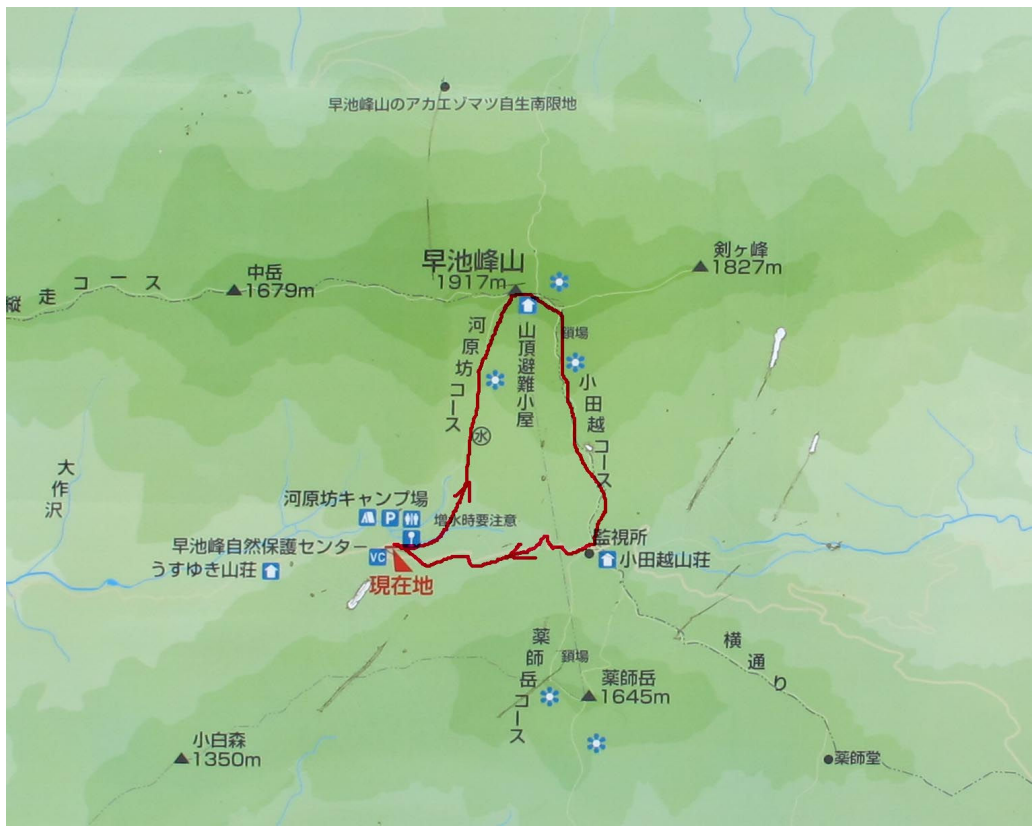 早池峰山のアカエゾマツ自生南限地
早池峰山
1917m
剣ヶ峰
1827m
中岳
1679m
縦走コース
河原坊コース
山頂避難小屋
鎖場
小田越コース
水
大作沢
河原坊キャンプ場
P
増水時要注意
早池峰自然保護センター
VC
うすゆき山荘
現在地
監視所
小田越山荘
薬師岳コース
鎖場
薬師岳
1645m
横通り
小白森
1350m
薬師堂